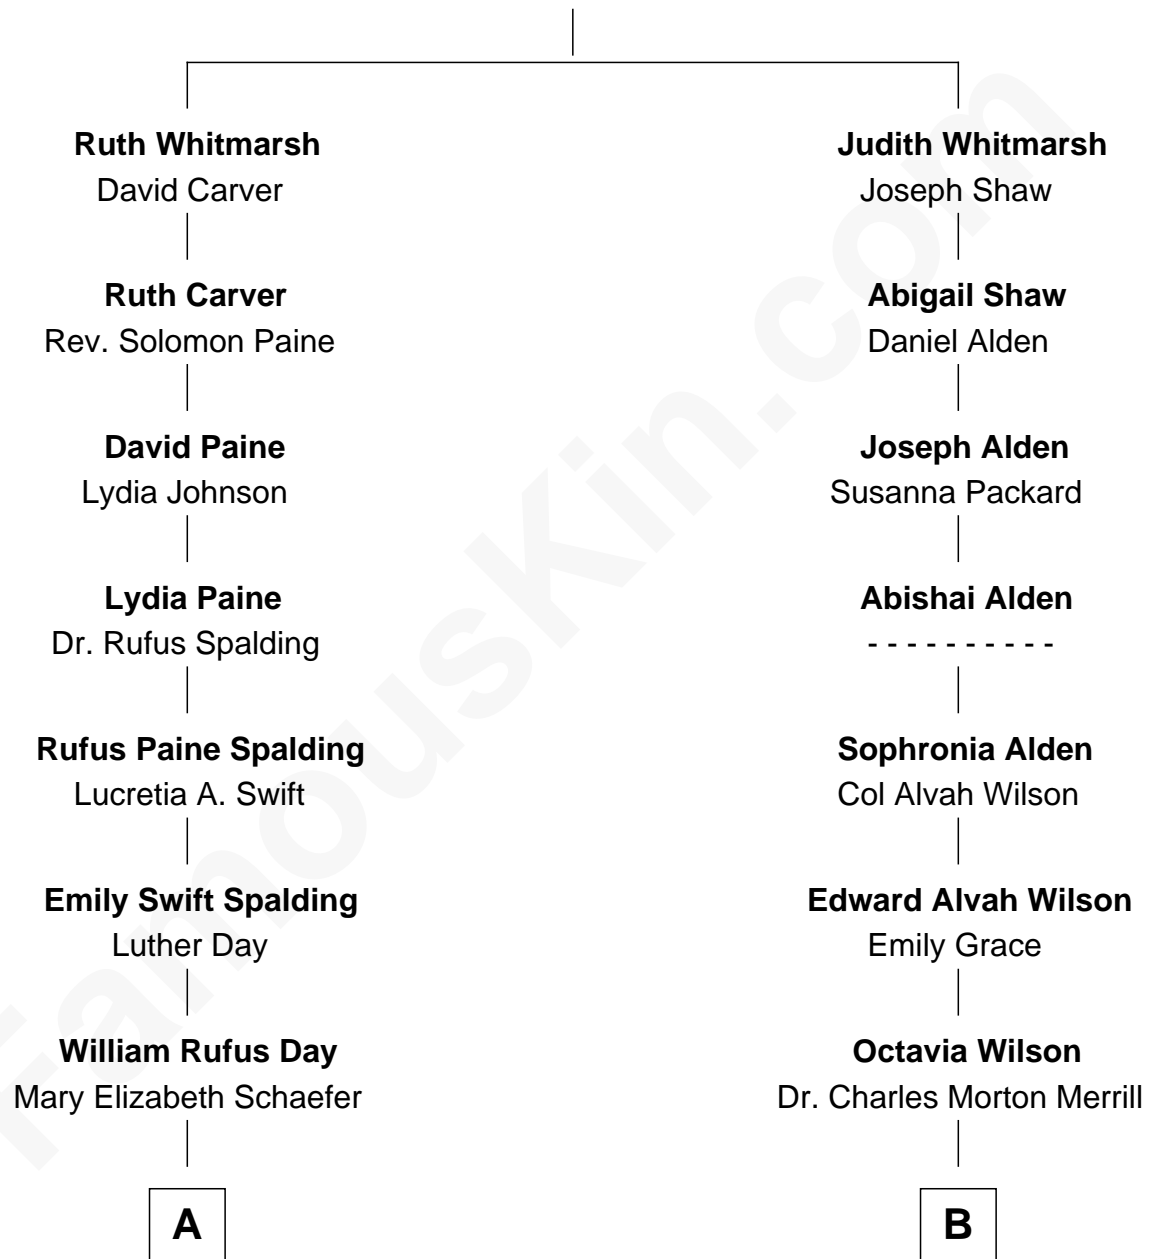 Ruth Whitmarsh
David Carver
Ruth Carver
Rev. Solomon Paine
David Paine
Lydia Johnson
Lydia Paine
Dr. Rufus Spalding
Rufus Paine Spalding
Lucretia A. Swift
Emily Swift Spalding
Luther Day
William Rufus Day
Mary Elizabeth Schaefer
A
Judith Whitmarsh
Joseph Shaw
Abigail Shaw
Daniel Alden
Joseph Alden
Susanna Packard
Abishai Alden
- - - - - - - - - -
Sophronia Alden
Col Alvah Wilson
Edward Alvah Wilson
Emily Grace
Octavia Wilson
Dr. Charles Morton Merrill
B
FamousKin.com